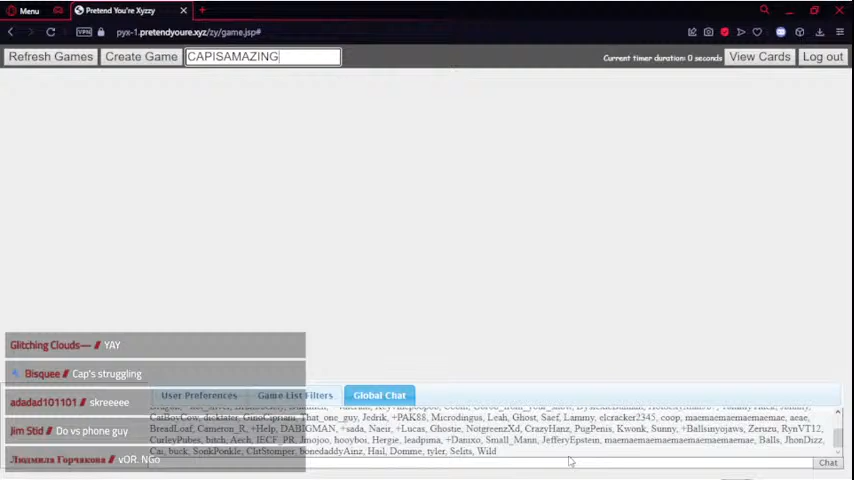 Menu
Pretend You're Xyzzy
VPN
pyx-1.pretendyoure.xyz/zy/game.jsp#
Refresh Games
Create Game
CAPISAMAZING
Current timer duration: 0 seconds
View Cards
Log out
Glitching Clouds— // YAY
Bisquee // Cap's struggling
adadad101101 // skreeeee
Jim Stid // Do vs phone guy
Людмила Горчакова // vOR. NGo
User Preferences
Game List Filters
Global Chat
CatBoyCow, dicktater, GinoCipriani, That_one_guy, Jedrik, +PAK88, Microdingus, Leah, Ghost, Saef, Lammy, elcracker2345, coop, maemaemaemaemae, aeae,
BreadLoaf, Cameron_R, +Help, DABIGMAN, +sada, Naeir, +Lucas, Ghostie, NotgreenzXd, CrazyHanz, PugPenis, Kwonk, Sequinn, +Ballsinyojaws, Zeruzu, RynVT12,
CurleyPubes, bitch, Aech, IECF_PR, Jmojoo, hooyboi, Hergie, leadpima, +Danuxo, Small_Mann, JefferyEpstein, maemaemaemaemaemaemaemae, Balls, JhonDizz,
Cai, buck, SonkPonkle, ChtStomper, bonedaddyAinz, Hail, Domme, tyler, Selits, Wild
Chat